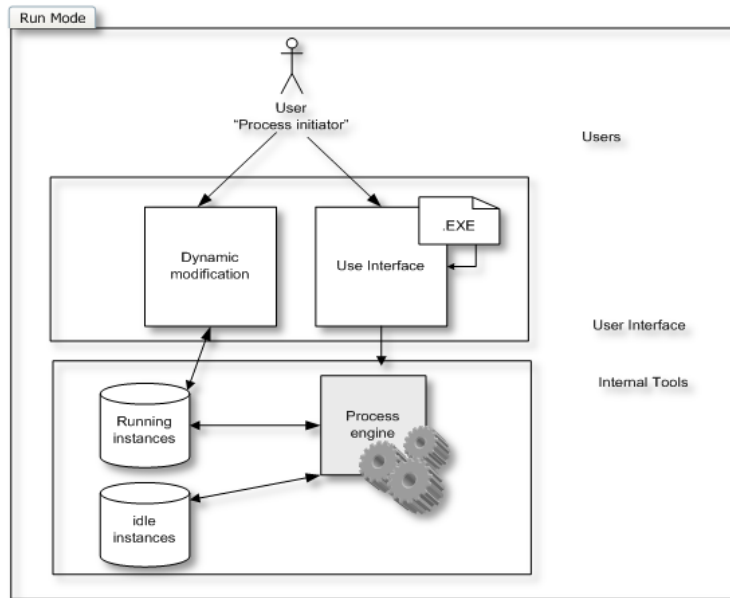 Run Mode
User
“Process initiator”
Users
.EXE
Dynamic
modification
Use Interface
User Interface
Internal Tools
Running
instances
Process
engine
idle
instances